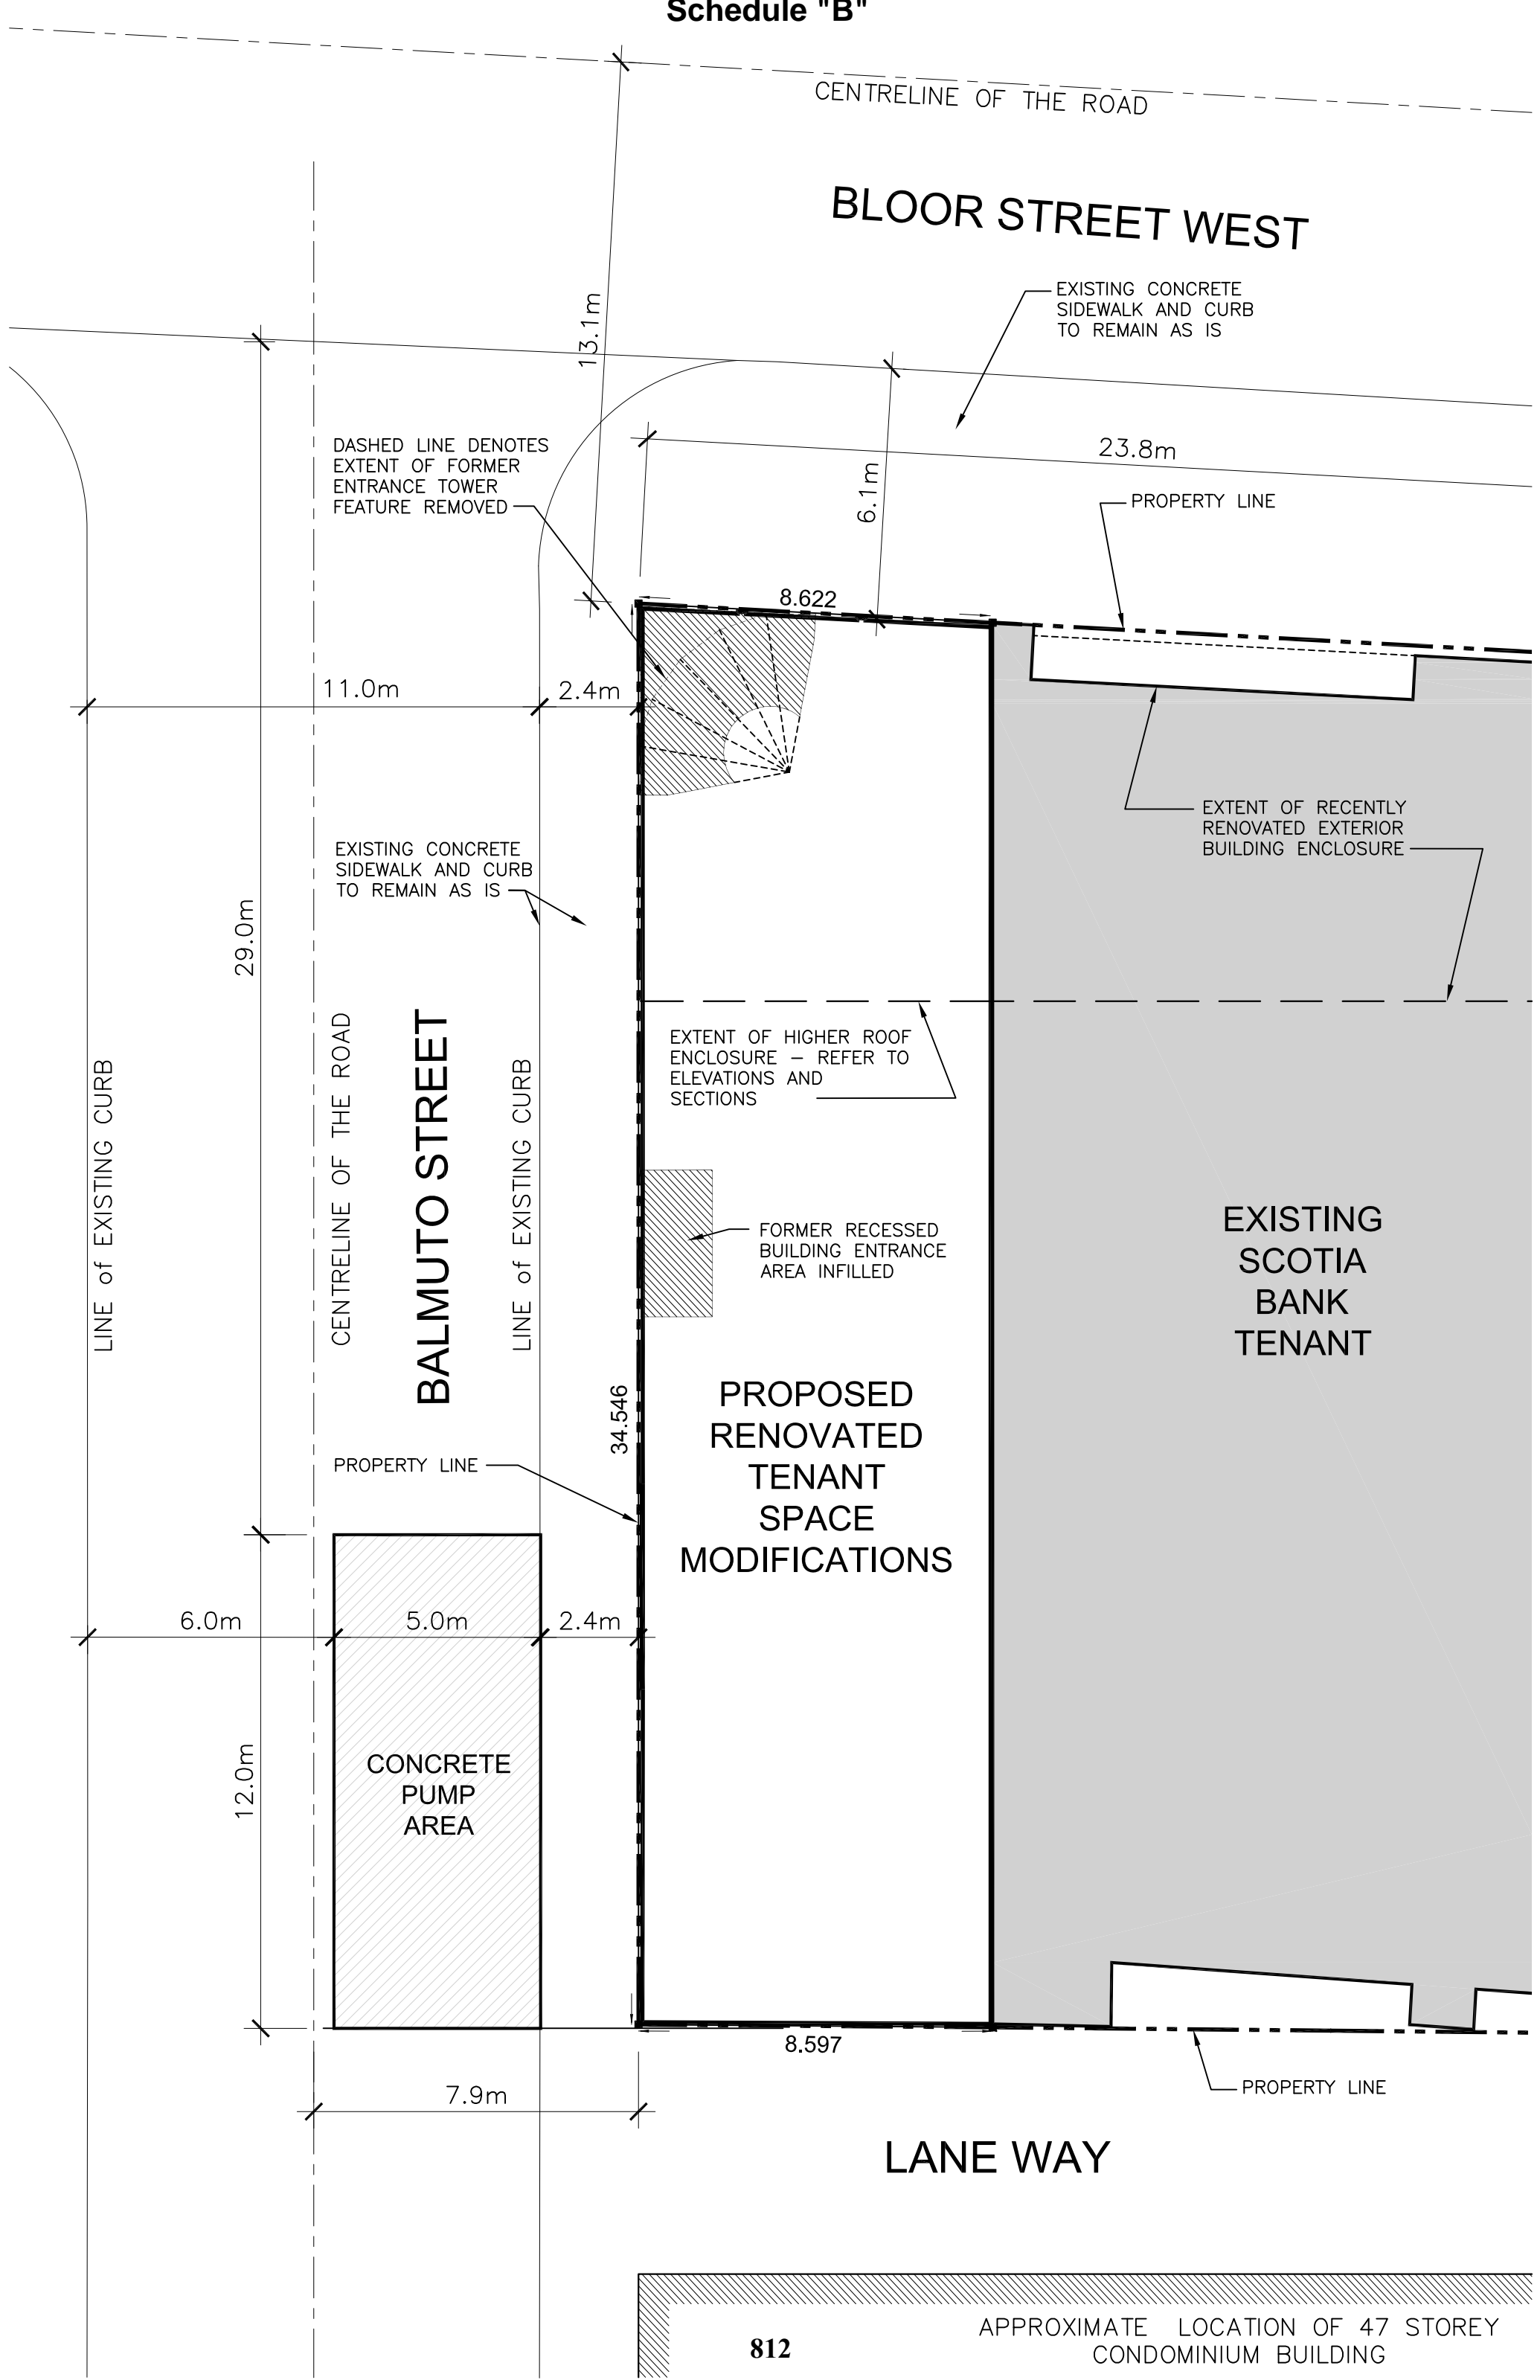 Schedule "B"
CENTRELINE OF THE ROAD
BLOOR STREET WEST
EXISTING CONCRETE
SIDEWALK AND CURB
TO REMAIN AS IS
13.1m
DASHED LINE DENOTES
EXTENT OF FORMER
ENTRANCE TOWER
FEATURE REMOVED
23.8m
6.1m
PROPERTY LINE
8.622
11.0m
2.4m
EXTENT OF RECENTLY
RENOVATED EXTERIOR
BUILDING ENCLOSURE
EXISTING CONCRETE
SIDEWALK AND CURB
TO REMAIN AS IS
29.0m
EXTENT OF HIGHER ROOF
ENCLOSURE – REFER TO
ELEVATIONS AND
SECTIONS
LINE of EXISTING CURB
CENTRELINE OF THE ROAD
BALMUTO STREET
LINE of EXISTING CURB
FORMER RECESSED
BUILDING ENTRANCE
AREA INFILLED
EXISTING
SCOTIA
BANK
TENANT
34.546
PROPOSED
RENOVATED
TENANT
SPACE
MODIFICATIONS
PROPERTY LINE
6.0m
5.0m
2.4m
12.0m
CONCRETE
PUMP
AREA
8.597
7.9m
PROPERTY LINE
LANE WAY
APPROXIMATE LOCATION OF 47 STOREY
CONDOMINIUM BUILDING
812